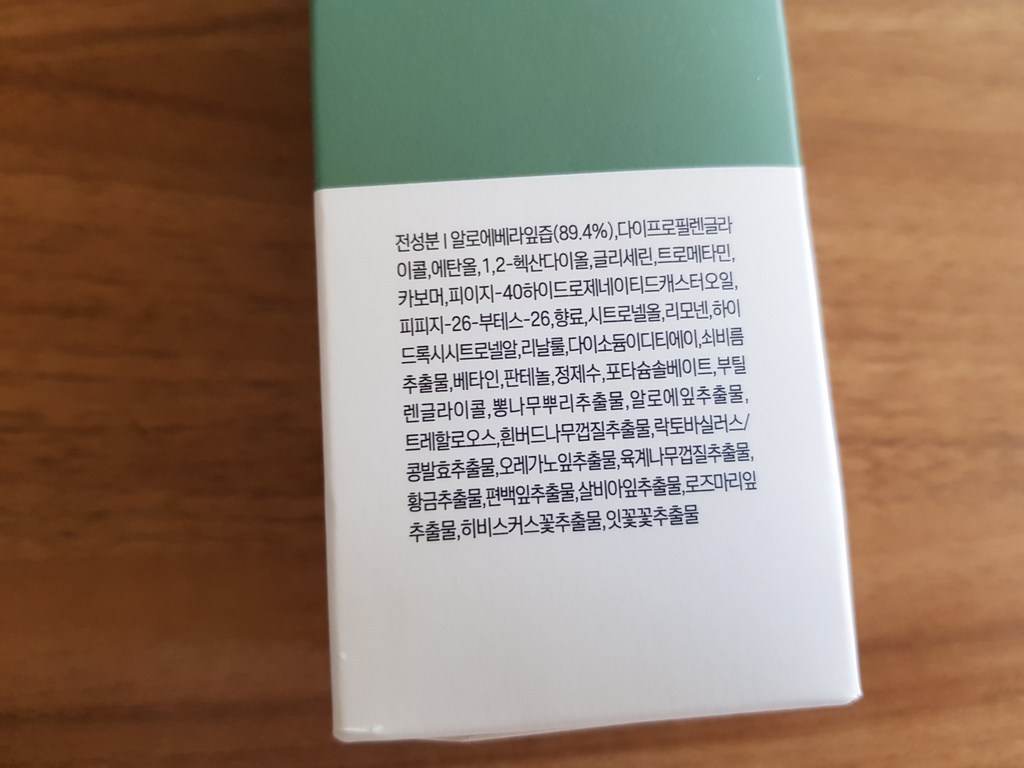 전성분 | 알로에베라잎즙(89.4%),다이프로필렌글라
이콜,에탄올,1,2-헥산다이올,글리세린,트로메타민,
카보머,피이지-40하이드로제네이티드캐스터오일,
피피지-26-부테스-26,향료,시트로넬올,리모넨,하이
드록시시트로넬알,리날룰,다이소듐이디티에이,쇠비름
추출물,베타인,판테놀,정제수,포타슘솔베이트,부틸
렌글라이콜,뽕나무뿌리추출물,알로에잎추출물,
트레할로오스,흰버드나무껍질추출물,락토바실러스/
콩발효추출물,오레가노잎추출물,육계나무껍질추출물,
황금추출물,편백잎추출물,살비아잎추출물,로즈마리잎
추출물,히비스커스꽃추출물,잇꽃꽃추출물